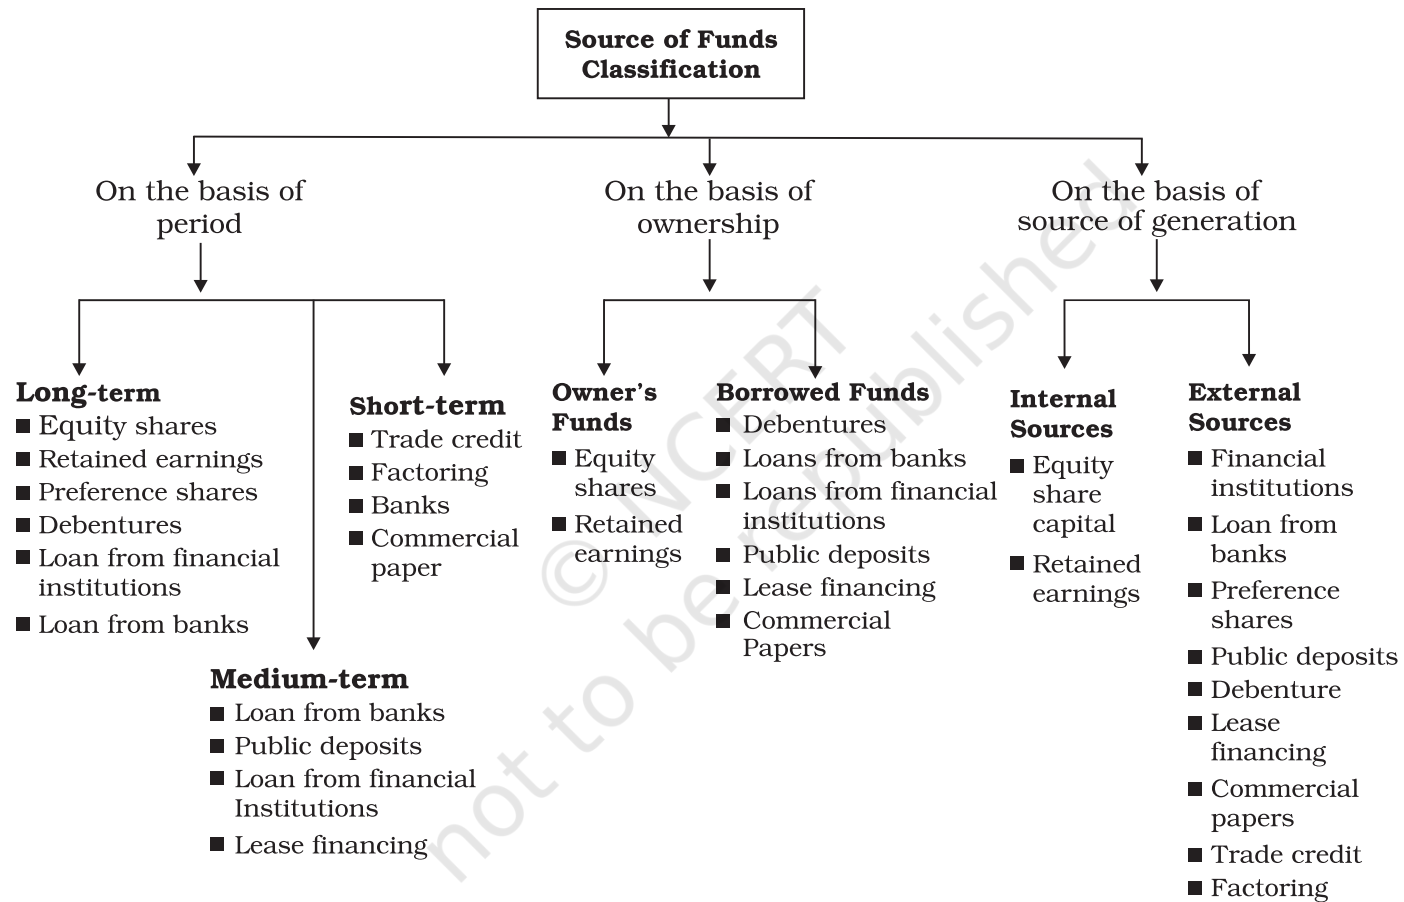 Source of Funds
Classification
On the basis of
period
On the basis of
ownership
On the basis of
source of generation
Long-term
Equity shares
Retained earnings
Preference shares
Debentures
Loan from financial
institutions
Loan from banks
Short-term
Trade credit
Factoring
Banks
Commercial
paper
Medium-term
Loan from banks
Public deposits
Loan from financial
Institutions
Lease financing
Owner's
Funds
Equity
shares
Retained
earnings
Borrowed Funds
Debentures
Loans from banks
Loans from financial
institutions
Public deposits
Lease financing
Commercial
Papers
Internal
Sources
Equity
share
capital
Retained
earnings
External
Sources
Financial
institutions
Loan from
banks
Preference
shares
Public deposits
Debenture
Lease
financing
Commercial
papers
Trade credit
Factoring
© NCERT
not to be republished